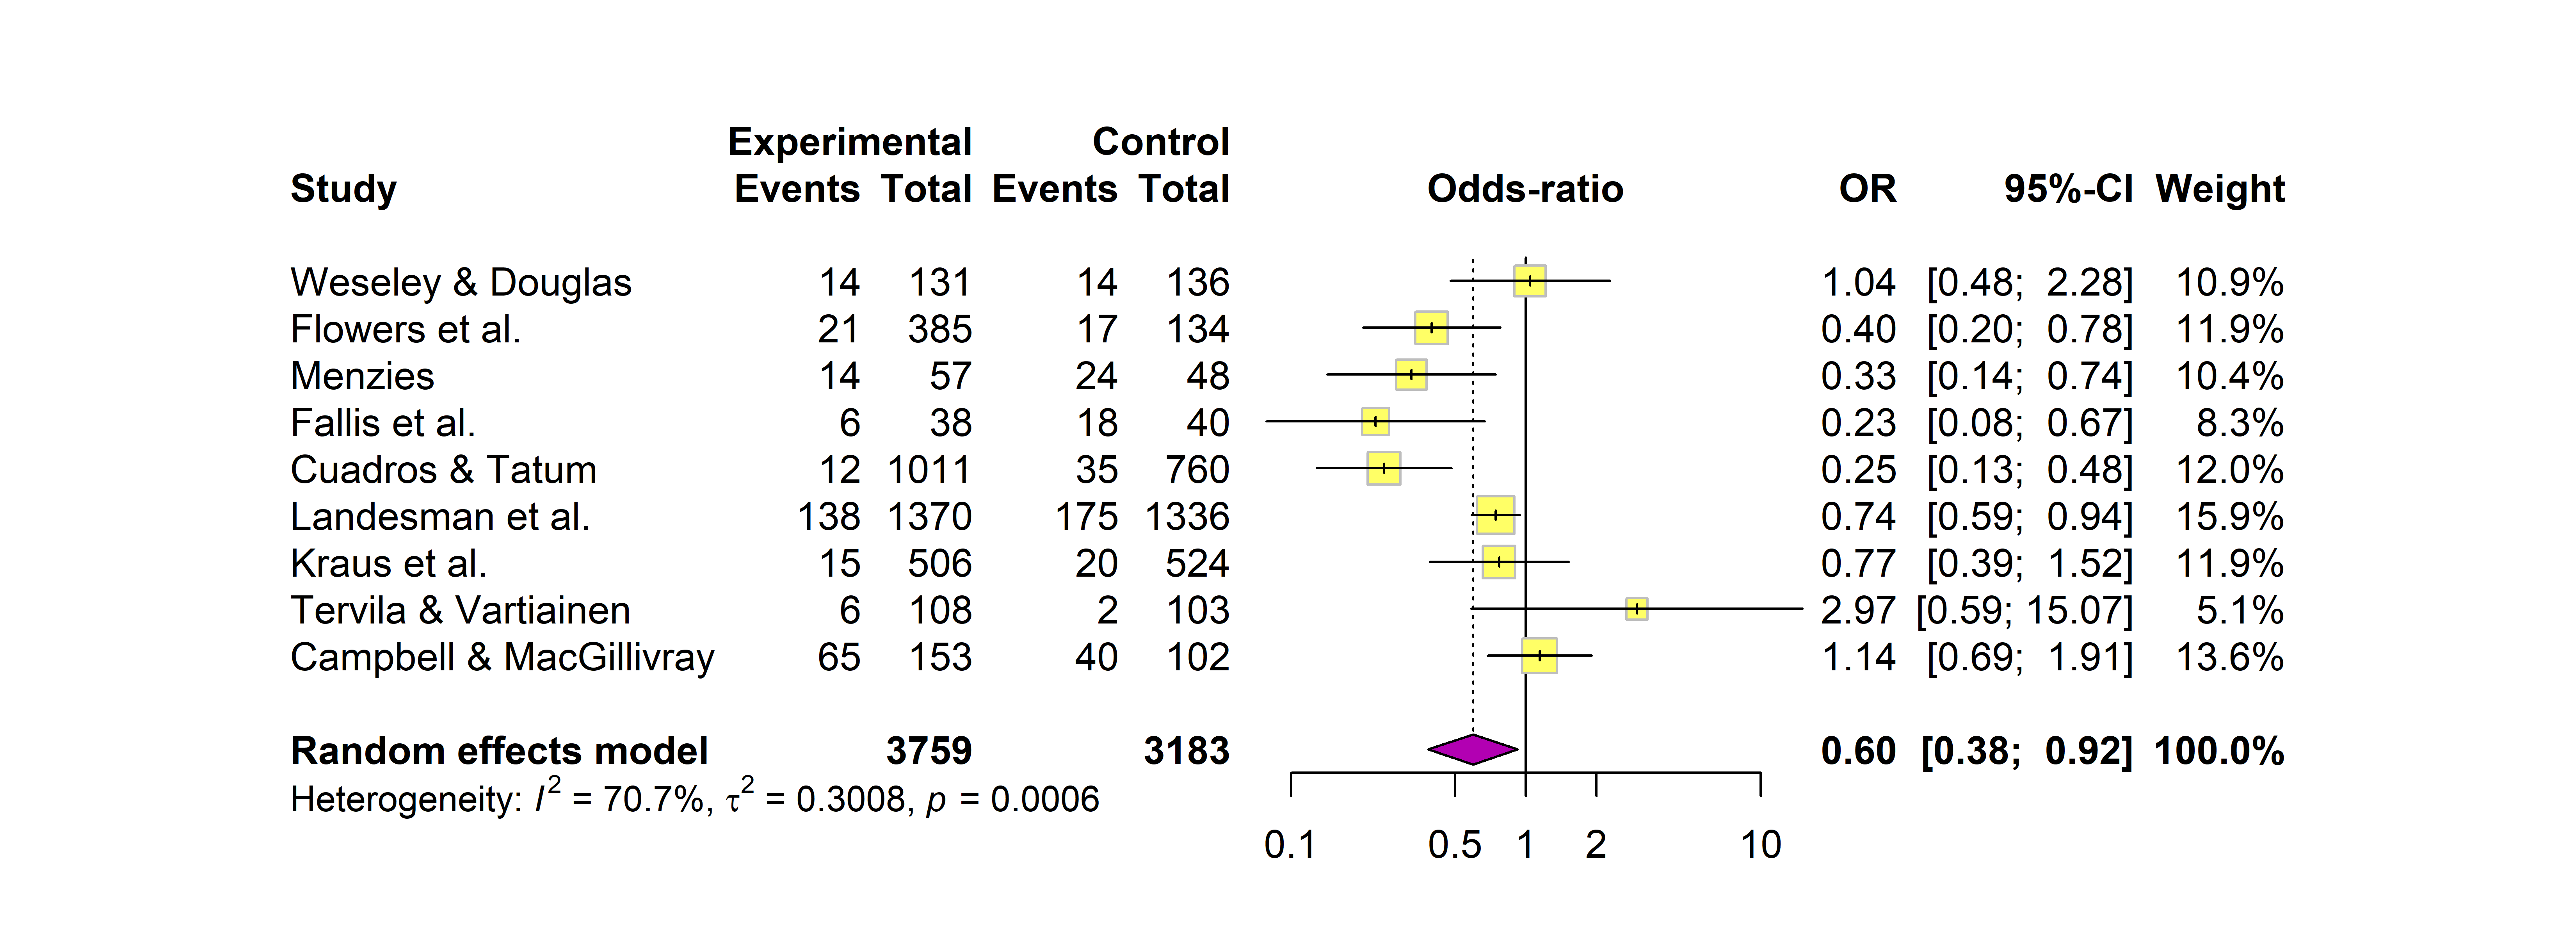 Experimental Control
Study Events Total Events Total Odds-ratio OR 95%-CI Weight
Weseley & Douglas 14 131 14 136 1.04 [0.48; 2.28] 10.9%
Flowers et al. 21 385 17 134 0.40 [0.20; 0.78] 11.9%
Menzies 14 57 24 48 0.33 [0.14; 0.74] 10.4%
Fallis et al. 6 38 18 40 0.23 [0.08; 0.67] 8.3%
Cuadros & Tatum 12 1011 35 760 0.25 [0.13; 0.48] 12.0%
Landesman et al. 138 1370 175 1336 0.74 [0.59; 0.94] 15.9%
Kraus et al. 15 506 20 524 0.77 [0.39; 1.52] 11.9%
Tervila & Vartiainen 6 108 2 103 2.97 [0.59; 15.07] 5.1%
Campbell & MacGillivray 65 153 40 102 1.14 [0.69; 1.91] 13.6%
Random effects model 3759 3183 0.60 [0.38; 0.92] 100.0%
Heterogeneity: I² = 70.7%, τ² = 0.3008, p = 0.0006
0.1 0.5 1 2 10